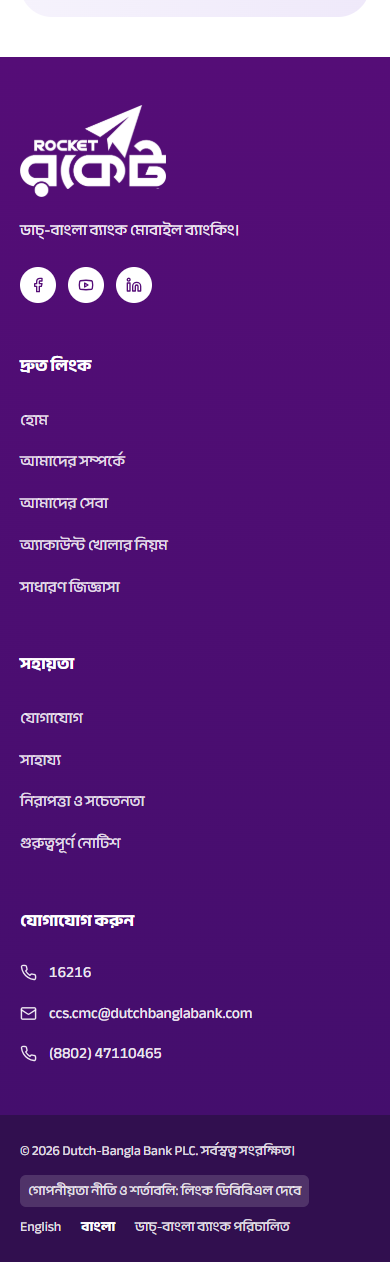 ROCKET
রকেট
ডাচ্-বাংলা ব্যাংক মোবাইল ব্যাংকিং।
দ্রুত লিংক
হোম
আমাদের সম্পর্কে
আমাদের সেবা
অ্যাকাউন্ট খোলার নিয়ম
সাধারণ জিজ্ঞাসা
সহায়তা
যোগাযোগ
সাহায্য
নিরাপত্তা ও সচেতনতা
গুরুত্বপূর্ণ নোটিশ
যোগাযোগ করুন
16216
ccs.cmc@dutchbanglabank.com
(8802) 47110465
© 2026 Dutch-Bangla Bank PLC. সর্বস্বত্ব সংরক্ষিত।
গোপনীয়তা নীতি ও শর্তাবলি: লিংক ডিবিবিএল দেবে
English বাংলা ডাচ্-বাংলা ব্যাংক পরিচালিত